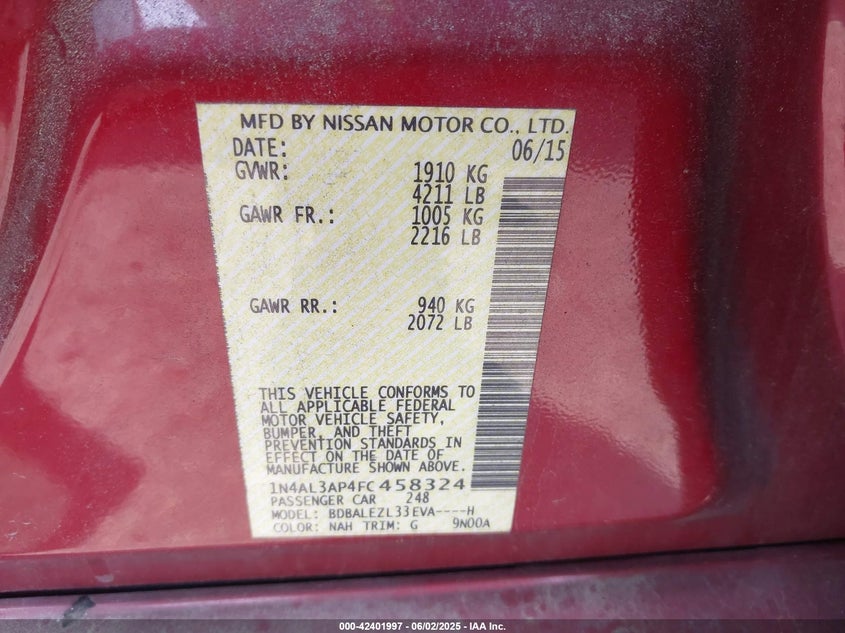 MFD BY NISSAN MOTOR CO., LTD.
DATE: 06/15
GVWR: 1910 KG
4211 LB
GAWR FR.: 1005 KG
2216 LB
GAWR RR.: 940 KG
2072 LB
THIS VEHICLE CONFORMS TO
ALL APPLICABLE FEDERAL
MOTOR VEHICLE SAFETY,
BUMPER, AND THEFT
PREVENTION STANDARDS IN
EFFECT ON THE DATE OF
MANUFACTURE SHOWN ABOVE.
1N4AL3AP4FC458324
PASSENGER CAR 248
MODEL: BDBALEZL33EVA----H
COLOR: NAH TRIM: G 9N00A
000-42401997 | 06/02/2025 - IAA Inc.